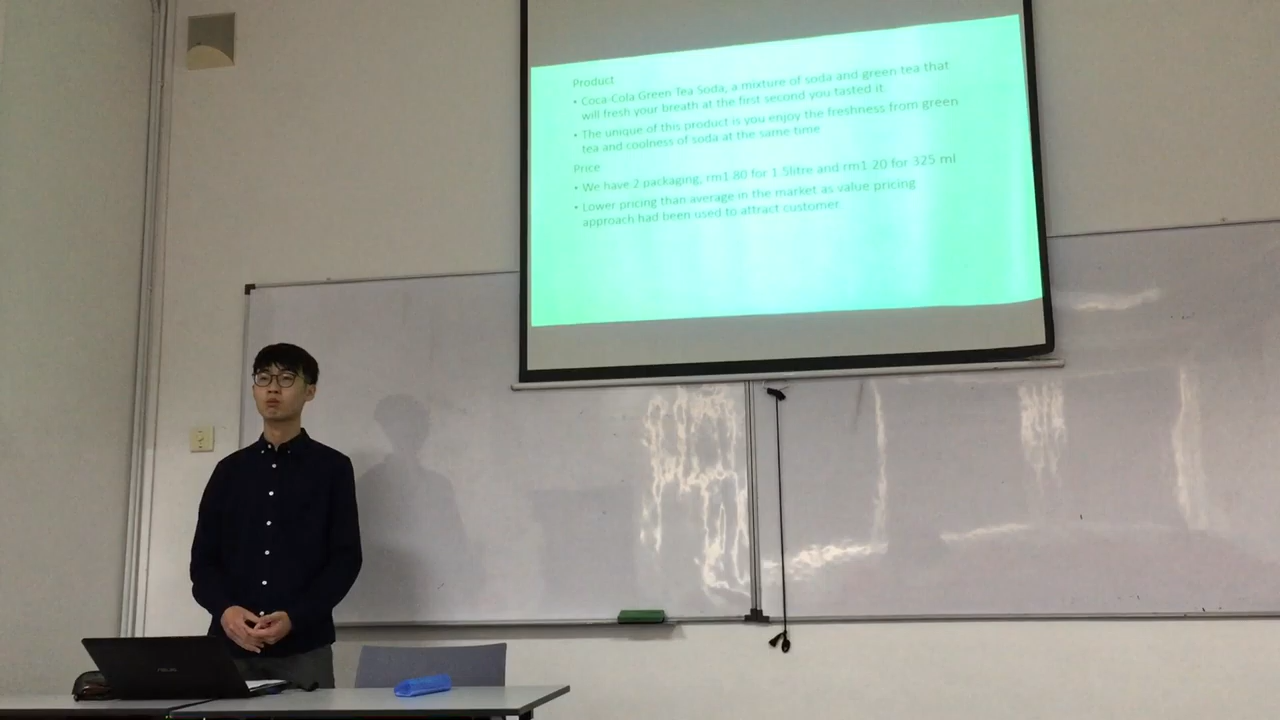 Product
• Coca-Cola Green Tea Soda, a mixture of soda and green tea that
will fresh your breath at the first second you tasted it
• The unique of this product is you enjoy the freshness from green
tea and coolness of soda at the same time
Price
• We have 2 packaging, rm1.80 for 1.5litre and rm1.20 for 325 ml
• Lower pricing than average in the market as value pricing
approach had been used to attract customer
ASUS